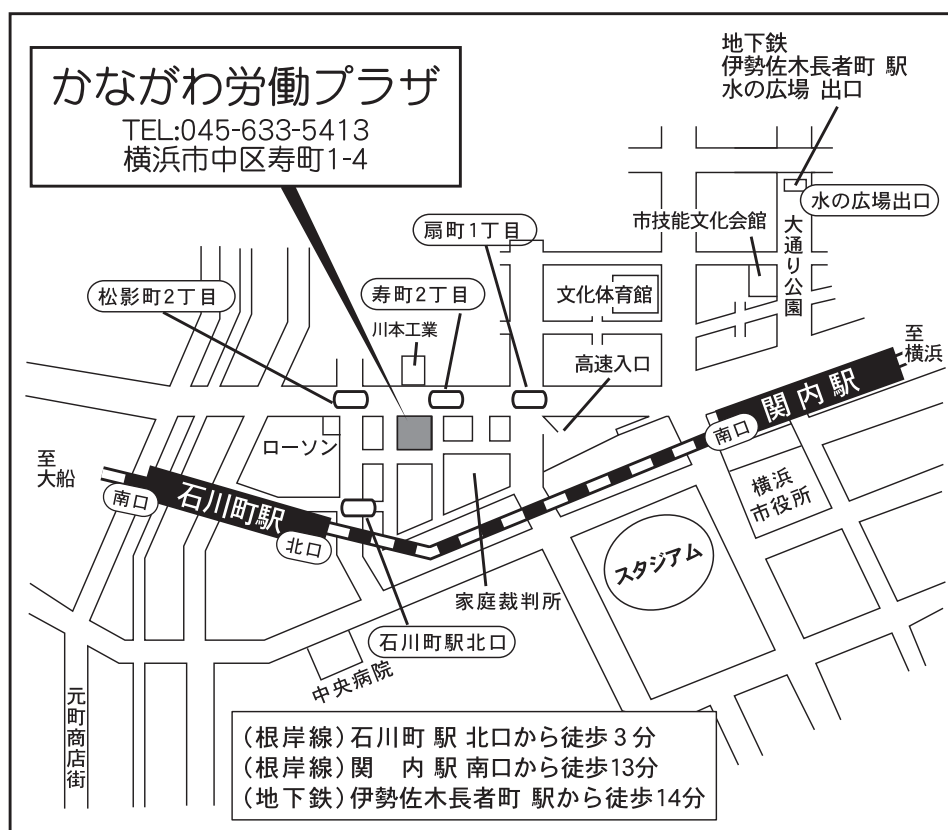 かながわ労働プラザ
TEL:045-633-5413
横浜市中区寿町1-4
地下鉄
伊勢佐木長者町 駅
水の広場 出口
水の広場出口
市技能文化会館
大通り公園
扇町1丁目
松影町2丁目
寿町2丁目
文化体育館
川本工業
高速入口
至
横浜
関内駅
南口
ローソン
至
大船
南口
石川町駅
北口
横浜
市役所
スタジアム
家庭裁判所
石川町駅北口
中央病院
元町商店街
(根岸線)石川町 駅 北口から徒歩3分
(根岸線)関 内 駅 南口から徒歩13分
(地下鉄)伊勢佐木長者町 駅から徒歩14分